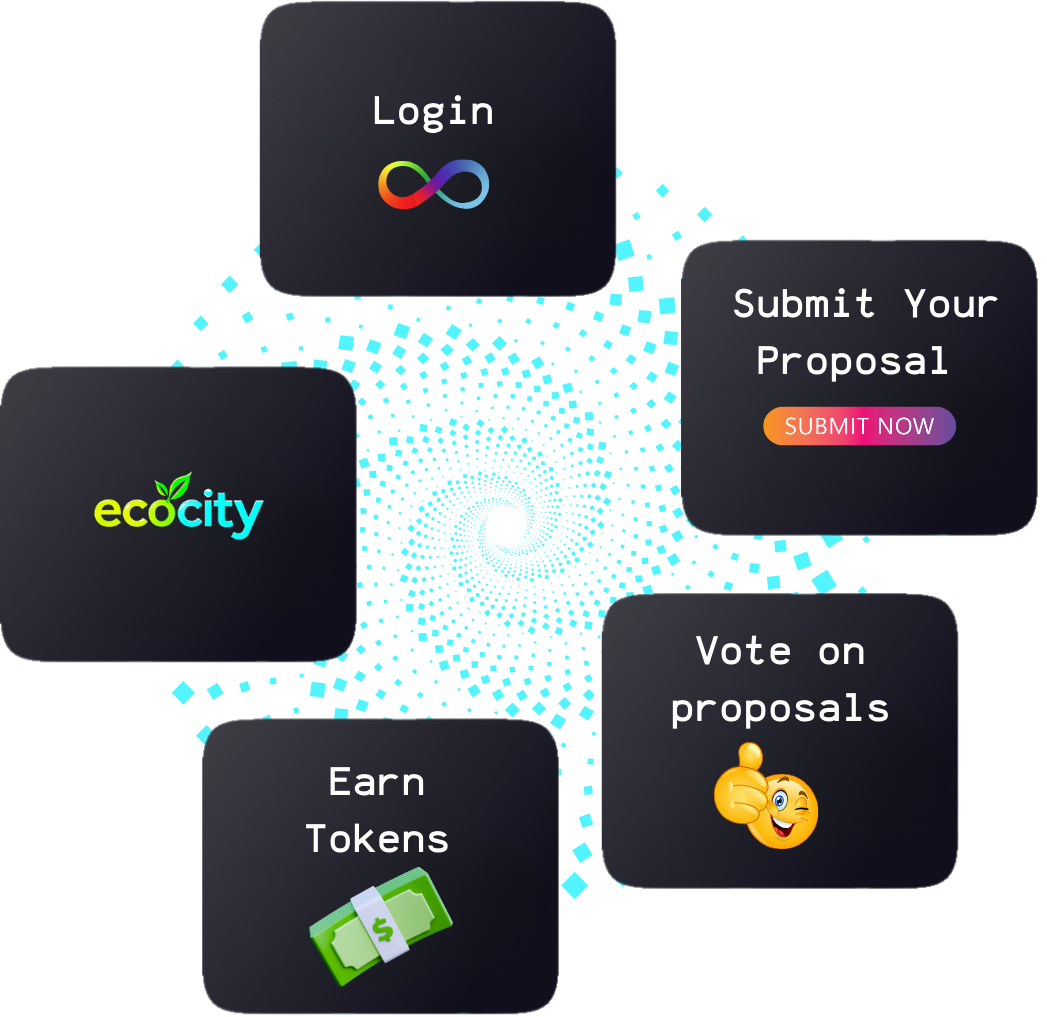 Login
Submit Your
Proposal
SUBMIT NOW
Vote on
proposals
Earn
Tokens
$
ecocity